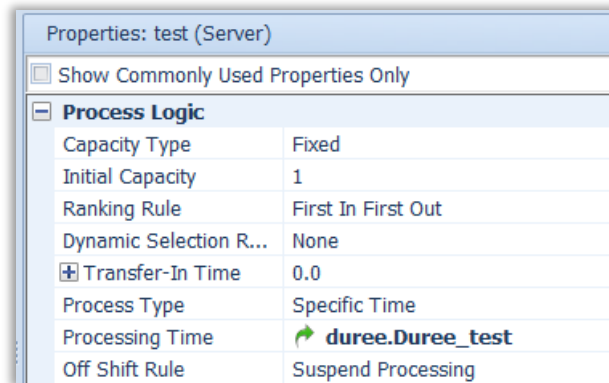 Properties: test (Server)
Show Commonly Used Properties Only
Process Logic
Capacity Type Fixed
Initial Capacity 1
Ranking Rule First In First Out
Dynamic Selection R... None
Transfer-In Time 0.0
Process Type Specific Time
Processing Time duree.Duree_test
Off Shift Rule Suspend Processing